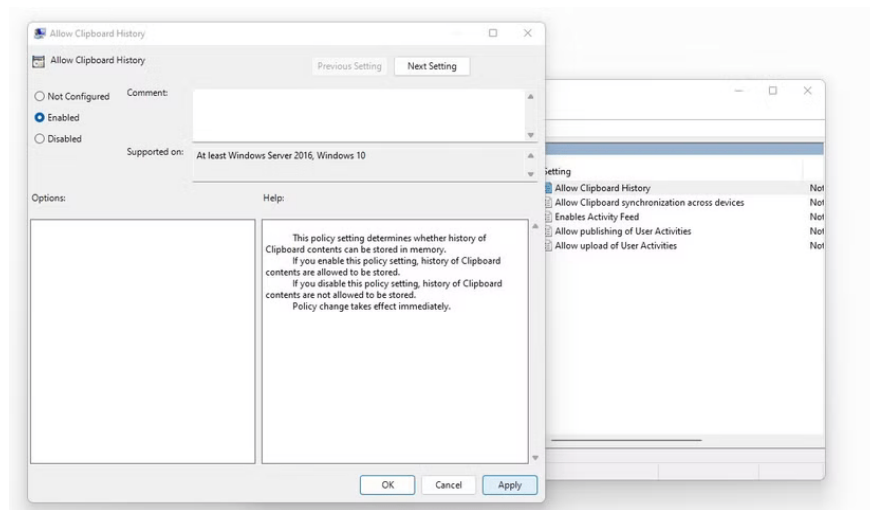 Allow Clipboard History
Allow Clipboard History
Previous Setting
Next Setting
Not Configured
Enabled
Disabled
Comment:
Supported on:
At least Windows Server 2016, Windows 10
Options:
Help:
This policy setting determines whether history of
Clipboard contents can be stored in memory.
If you enable this policy setting, history of Clipboard
contents are allowed to be stored.
If you disable this policy setting, history of Clipboard
contents are not allowed to be stored.
Policy change takes effect immediately.
OK
Cancel
Apply
Setting
Allow Clipboard History Not
Allow Clipboard synchronization across devices Not
Enables Activity Feed Not
Allow publishing of User Activities Not
Allow upload of User Activities Not